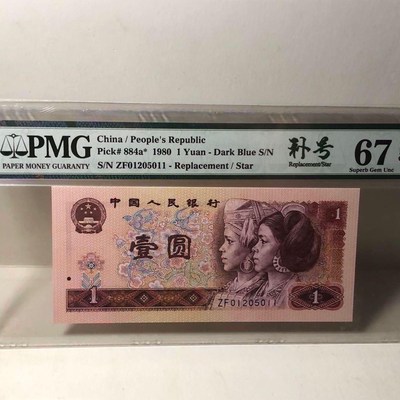 PMG
PAPER MONEY GUARANTY
China / People's Republic
Pick# 884a* 1980 1 Yuan - Dark Blue S/N
S/N ZF01205011 - Replacement / Star
补号
Replacement/Star
67
Superb Gem Unc
中国人民银行
1
壹圆
1
ZF01205011
1